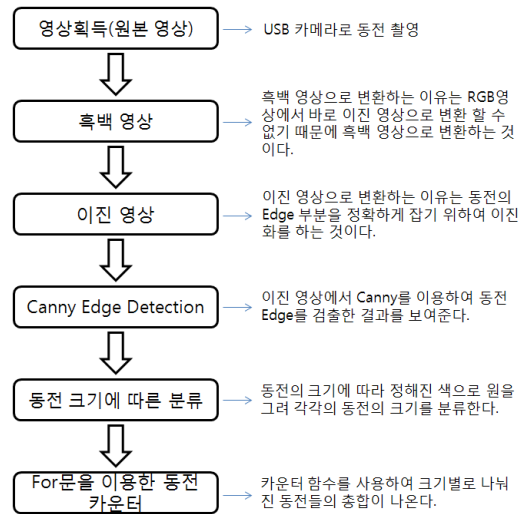 영상획득(원본 영상)
USB 카메라로 동전 촬영
흑백 영상
흑백 영상으로 변환하는 이유는 RGB영
상에서 바로 이진 영상으로 변환 할 수
없기 때문에 흑백 영상으로 변환하는 것
이다.
이진 영상
이진 영상으로 변환하는 이유는 동전의
Edge 부분을 정확하게 잡기 위하여 이진
화를 하는 것이다.
Canny Edge Detection
이진 영상에서 Canny를 이용하여 동전
Edge를 검출한 결과를 보여준다.
동전 크기에 따른 분류
동전의 크기에 따라 정해진 색으로 원을
그려 각각의 동전의 크기를 분류한다.
For문을 이용한 동전
카운터
카운터 함수를 사용하여 크기별로 나눠
진 동전들의 총합이 나온다.